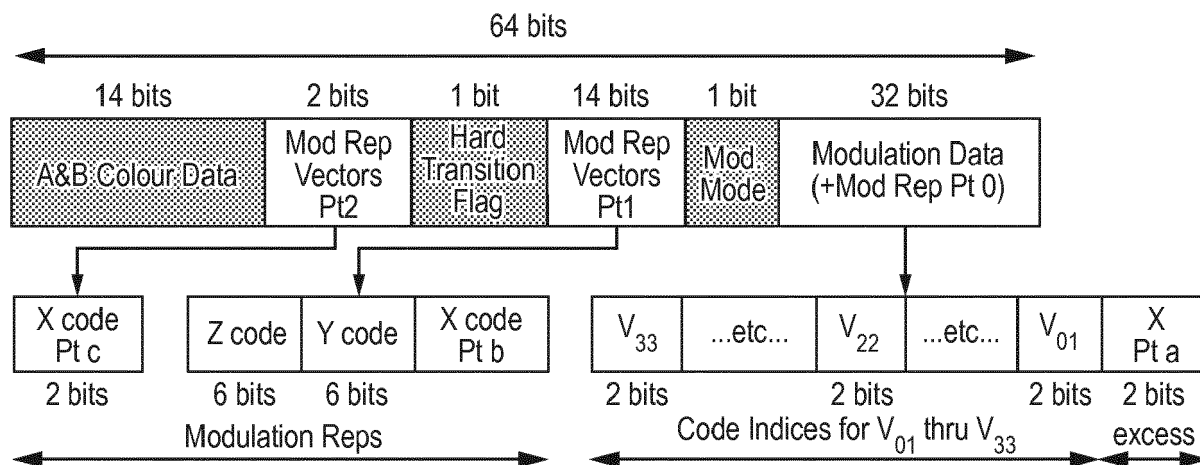 64 bits
14 bits 2 bits 1 bit 14 bits 1 bit 32 bits
A&B Colour Data
Mod Rep
Vectors
Pt2
Hard
Transition
Flag
Mod Rep
Vectors
Pt1
Mod
Mode
Modulation Data
(+Mod Rep Pt 0)
X code
Pt c
Z code
Y code
X code
Pt b
V33
...etc...
V22
...etc...
V01
X
Pt a
2 bits 6 bits 6 bits 2 bits 2 bits 2 bits 2 bits
Modulation Reps
Code Indices for V01 thru V33
excess